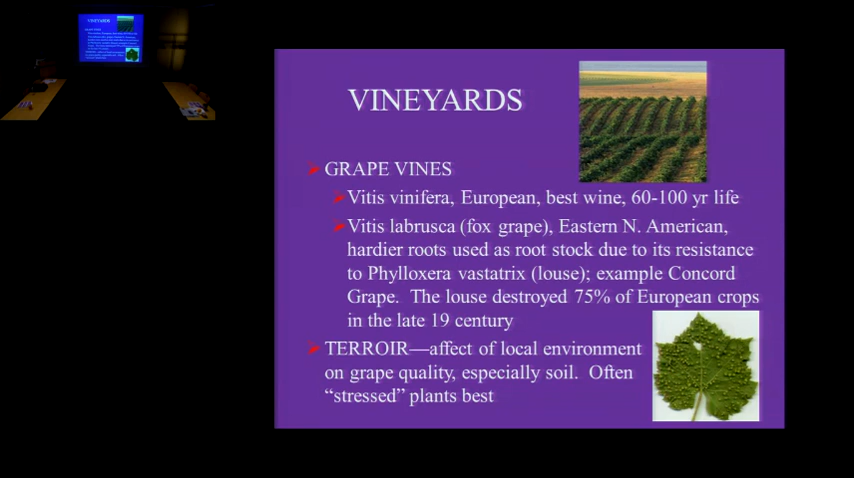 VINEYARDS
GRAPE VINES
Vitis vinifera, European, best wine, 60-100 yr life
Vitis labrusca (fox grape), Eastern N. American,
hardier roots used as root stock due to its resistance
to Phylloxera vastatrix (louse); example Concord
Grape. The louse destroyed 75% of European crops
in the late 19 century
TERROIR—affect of local environment
on grape quality, especially soil. Often
“stressed” plants best